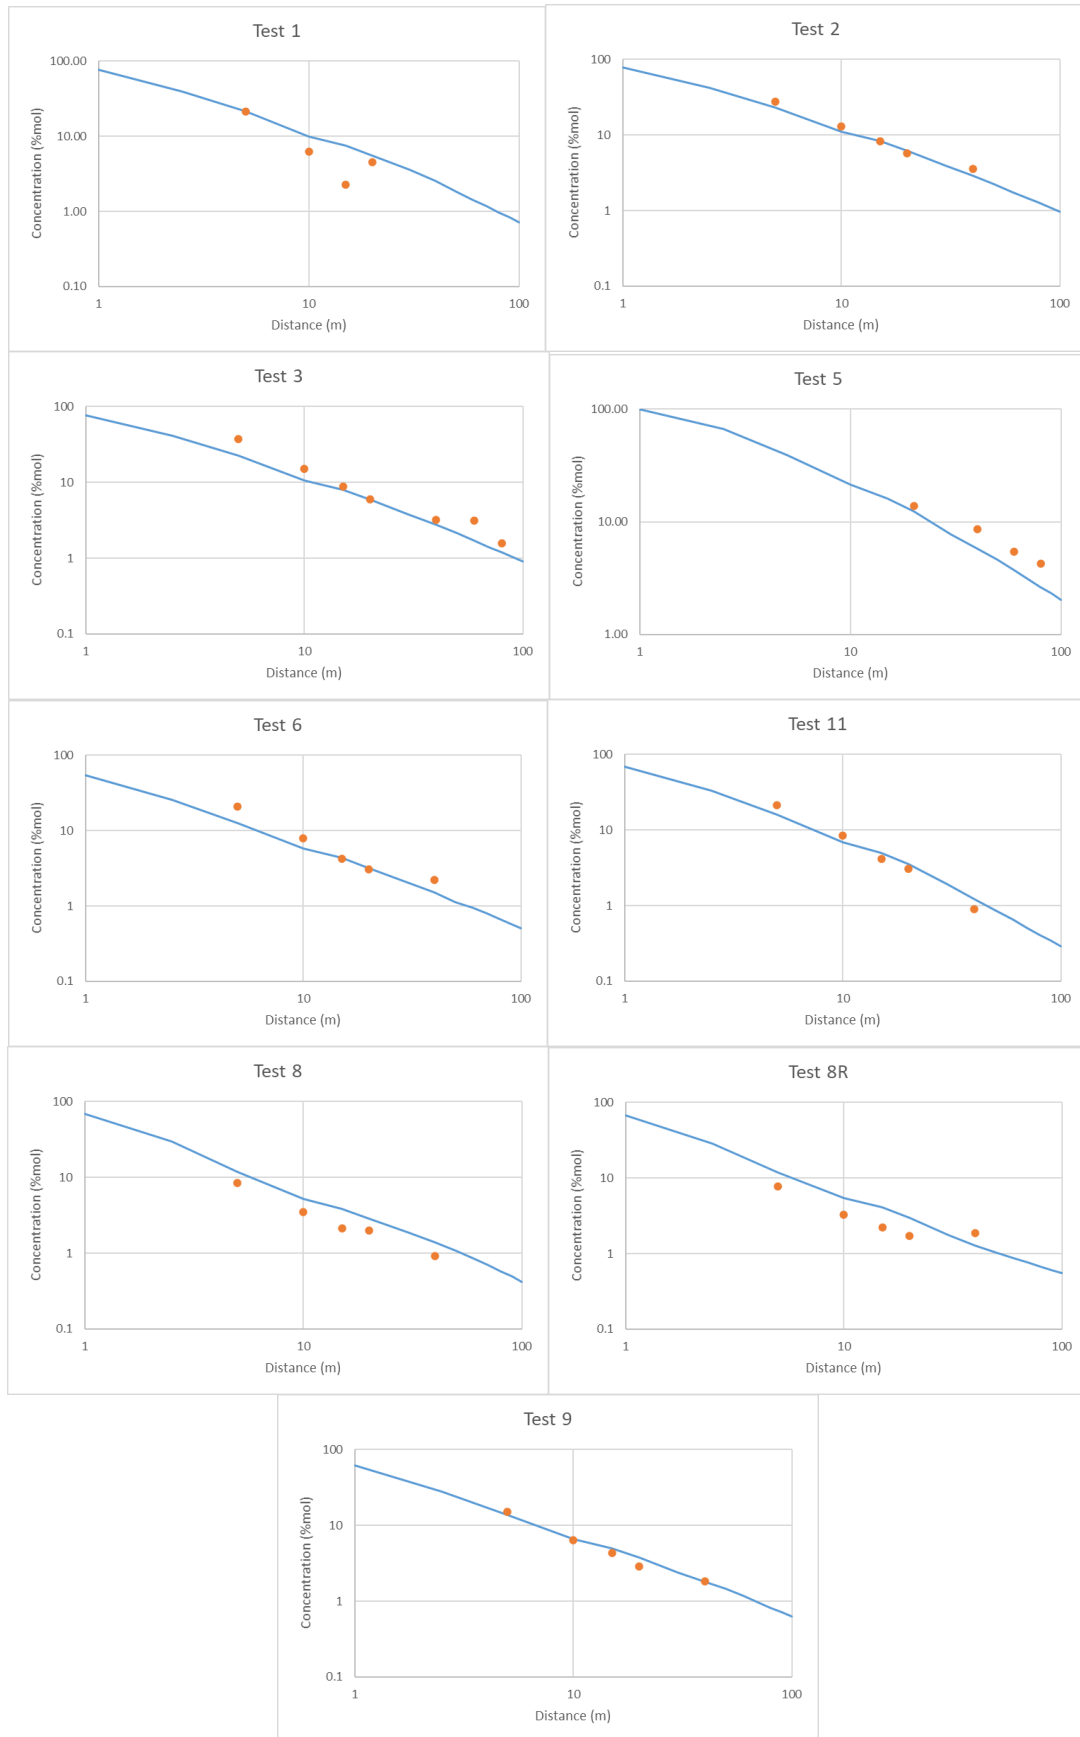 Test 1
Concentration (%mol)
100.00
10.00
1.00
0.10
1 10 100
Distance (m)
Test 2
Concentration (%mol)
100
10
1
0.1
1 10 100
Distance (m)
Test 3
Concentration (%mol)
100
10
1
0.1
1 10 100
Distance (m)
Test 5
Concentration (%mol)
100.00
10.00
1.00
1 10 100
Distance (m)
Test 6
Concentration (%mol)
100
10
1
0.1
1 10 100
Distance (m)
Test 11
Concentration (%mol)
100
10
1
0.1
1 10 100
Distance (m)
Test 8
Concentration (%mol)
100
10
1
0.1
1 10 100
Distance (m)
Test 8R
Concentration (%mol)
100
10
1
0.1
1 10 100
Distance (m)
Test 9
Concentration (%mol)
100
10
1
0.1
1 10 100
Distance (m)